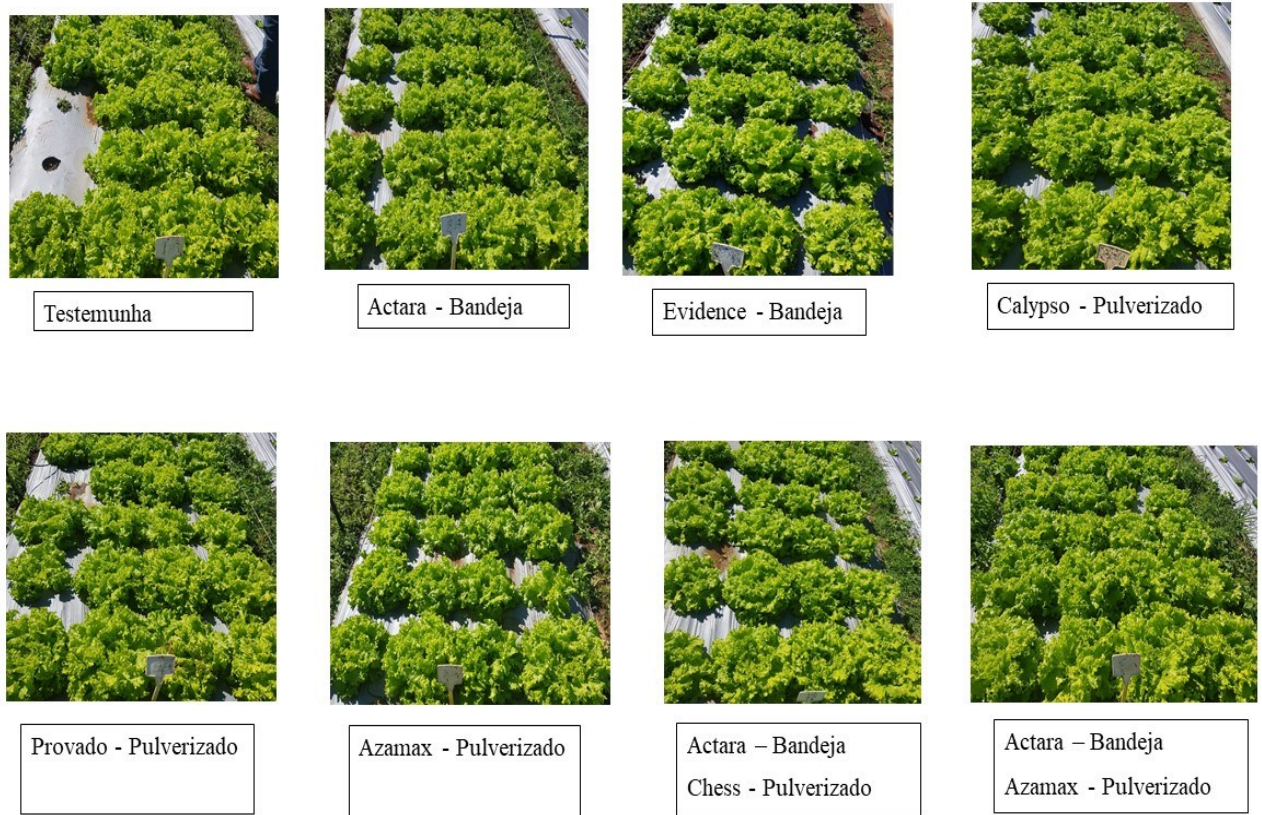 Testemunha
Actara - Bandeja
Evidence - Bandeja
Calypso - Pulverizado
Provado - Pulverizado
Azamax - Pulverizado
Actara – Bandeja
Chess - Pulverizado
Actara – Bandeja
Azamax - Pulverizado